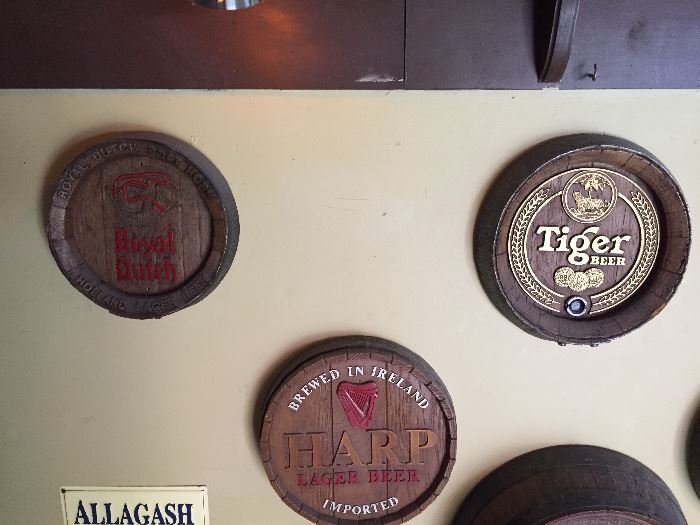 ROYAL DUTCH
Royal
Dutch
HOLLAND LAGER BEER
Tiger
BEER
BREWED IN IRELAND
HARP
LAGER BEER
IMPORTED
ALLAGASH